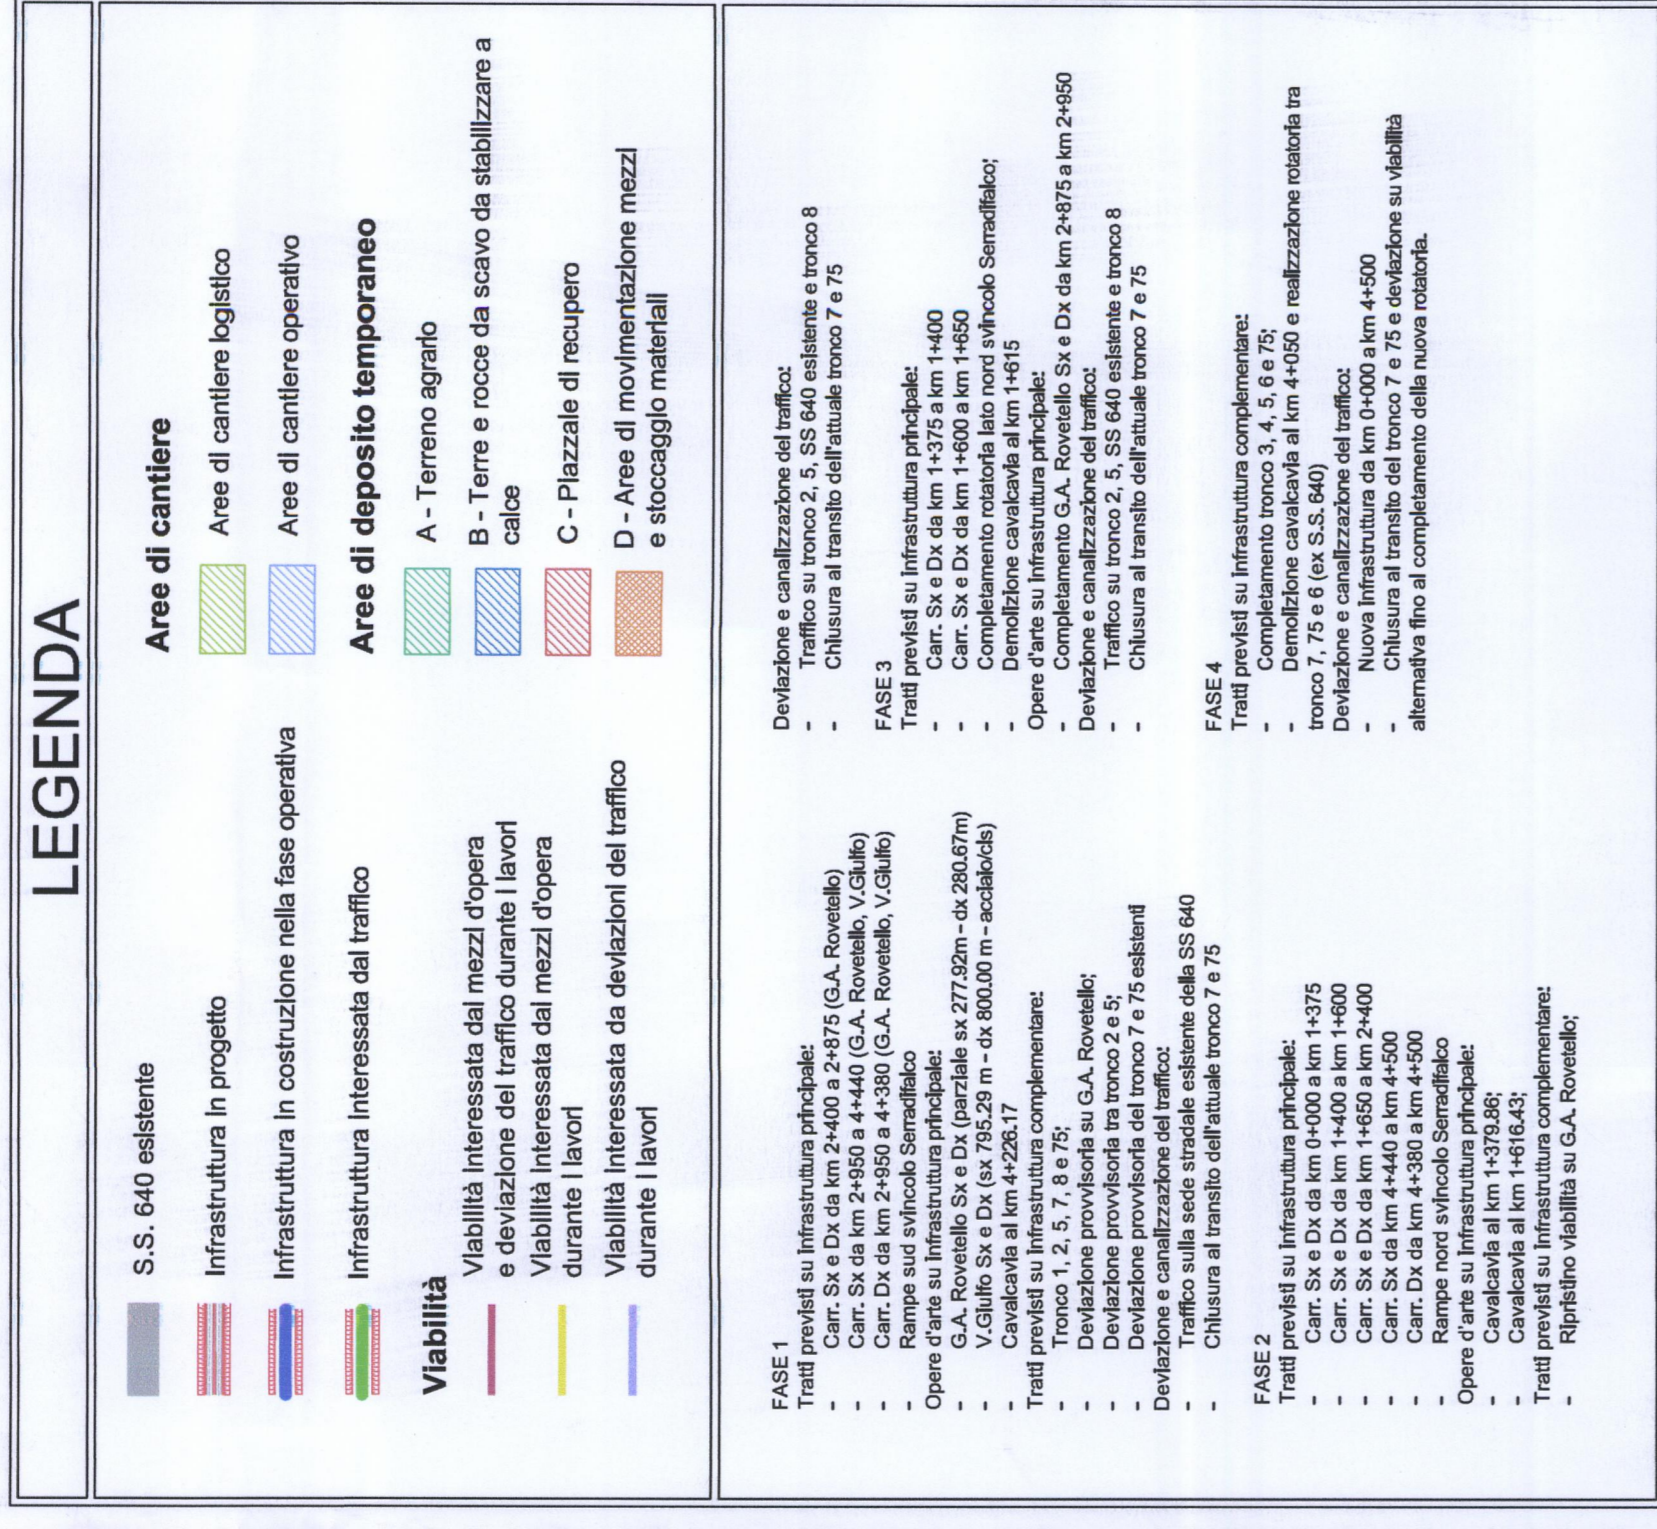 LEGENDA
S.S. 640 esistente
Infrastruttura in progetto
Infrastruttura in costruzione nella fase operativa
Infrastruttura interessata dal traffico
Viabilità
Viabilità interessata dai mezzi d'opera
e deviazione del traffico durante i lavori
Viabilità interessata dai mezzi d'opera
durante i lavori
Viabilità interessata da deviazioni del traffico
durante i lavori
Aree di cantiere
Aree di cantiere logistico
Aree di cantiere operativo
Aree di deposito temporaneo
A - Terreno agrario
B - Terre e rocce da scavo da stabilizzare a
calce
C - Piazzale di recupero
D - Aree di movimentazione mezzi
e stoccaggio materiali
FASE 1
Tratti previsti su infrastruttura principale:
- Carr. Sx e Dx da km 2+400 a 2+875 (G.A. Rovetello)
- Carr. Sx da km 2+950 a 4+440 (G.A. Rovetello, V.Giulfo)
- Carr. Dx da km 2+950 a 4+380 (G.A. Rovetello, V.Giulfo)
- Rampe sud svincolo Serradifalco
Opere d'arte su infrastruttura principale:
- G.A. Rovetello Sx e Dx (parziale sx 277.92m – dx 280.67m)
- V.Giulfo Sx e Dx (sx 795.29 m – dx 800.00 m – acciaio/cls)
- Cavalcavia al km 4+226.17
Tratti previsti su infrastruttura complementare:
- Tronco 1, 2, 5, 7, 8 e 75;
- Deviazione provvisoria su G.A. Rovetello;
- Deviazione provvisoria tra tronco 2 e 5;
- Deviazione provvisoria del tronco 7 e 75 esistenti
Deviazione e canalizzazione del traffico:
- Traffico sulla sede stradale esistente della SS 640
- Chiusura al transito dell'attuale tronco 7 e 75
FASE 2
Tratti previsti su infrastruttura principale:
- Carr. Sx e Dx da km 0+000 a km 1+375
- Carr. Sx e Dx da km 1+400 a km 1+600
- Carr. Sx e Dx da km 1+650 a km 2+400
- Carr. Sx da km 4+440 a km 4+500
- Carr. Dx da km 4+380 a km 4+500
- Rampe nord svincolo Serradifalco
Opere d'arte su infrastruttura principale:
- Cavalcavia al km 1+379.86;
- Cavalcavia al km 1+616.43;
Tratti previsti su infrastruttura complementare:
- Ripristino viabilità su G.A. Rovetello;
Deviazione e canalizzazione del traffico:
- Traffico su tronco 2, 5, SS 640 esistente e tronco 8
- Chiusura al transito dell'attuale tronco 7 e 75
FASE 3
Tratti previsti su infrastruttura principale:
- Carr. Sx e Dx da km 1+375 a km 1+400
- Carr. Sx e Dx da km 1+600 a km 1+650
- Completamento rotatoria lato nord svincolo Serradifalco;
- Demolizione cavalcavia al km 1+615
Opere d'arte su infrastruttura principale:
- Completamento G.A. Rovetello Sx e Dx da km 2+875 a km 2+950
Deviazione e canalizzazione del traffico:
- Traffico su tronco 2, 5, SS 640 esistente e tronco 8
- Chiusura al transito dell'attuale tronco 7 e 75
FASE 4
Tratti previsti su infrastruttura complementare:
- Completamento tronco 3, 4, 5, 6 e 75;
- Demolizione cavalcavia al km 4+050 e realizzazione rotatoria tra
tronco 7, 75 e 6 (ex S.S. 640)
Deviazione e canalizzazione del traffico:
- Nuova infrastruttura da km 0+000 a km 4+500
- Chiusura al transito del tronco 7 e 75 e deviazione su viabilità
alternativa fino al completamento della nuova rotatoria.